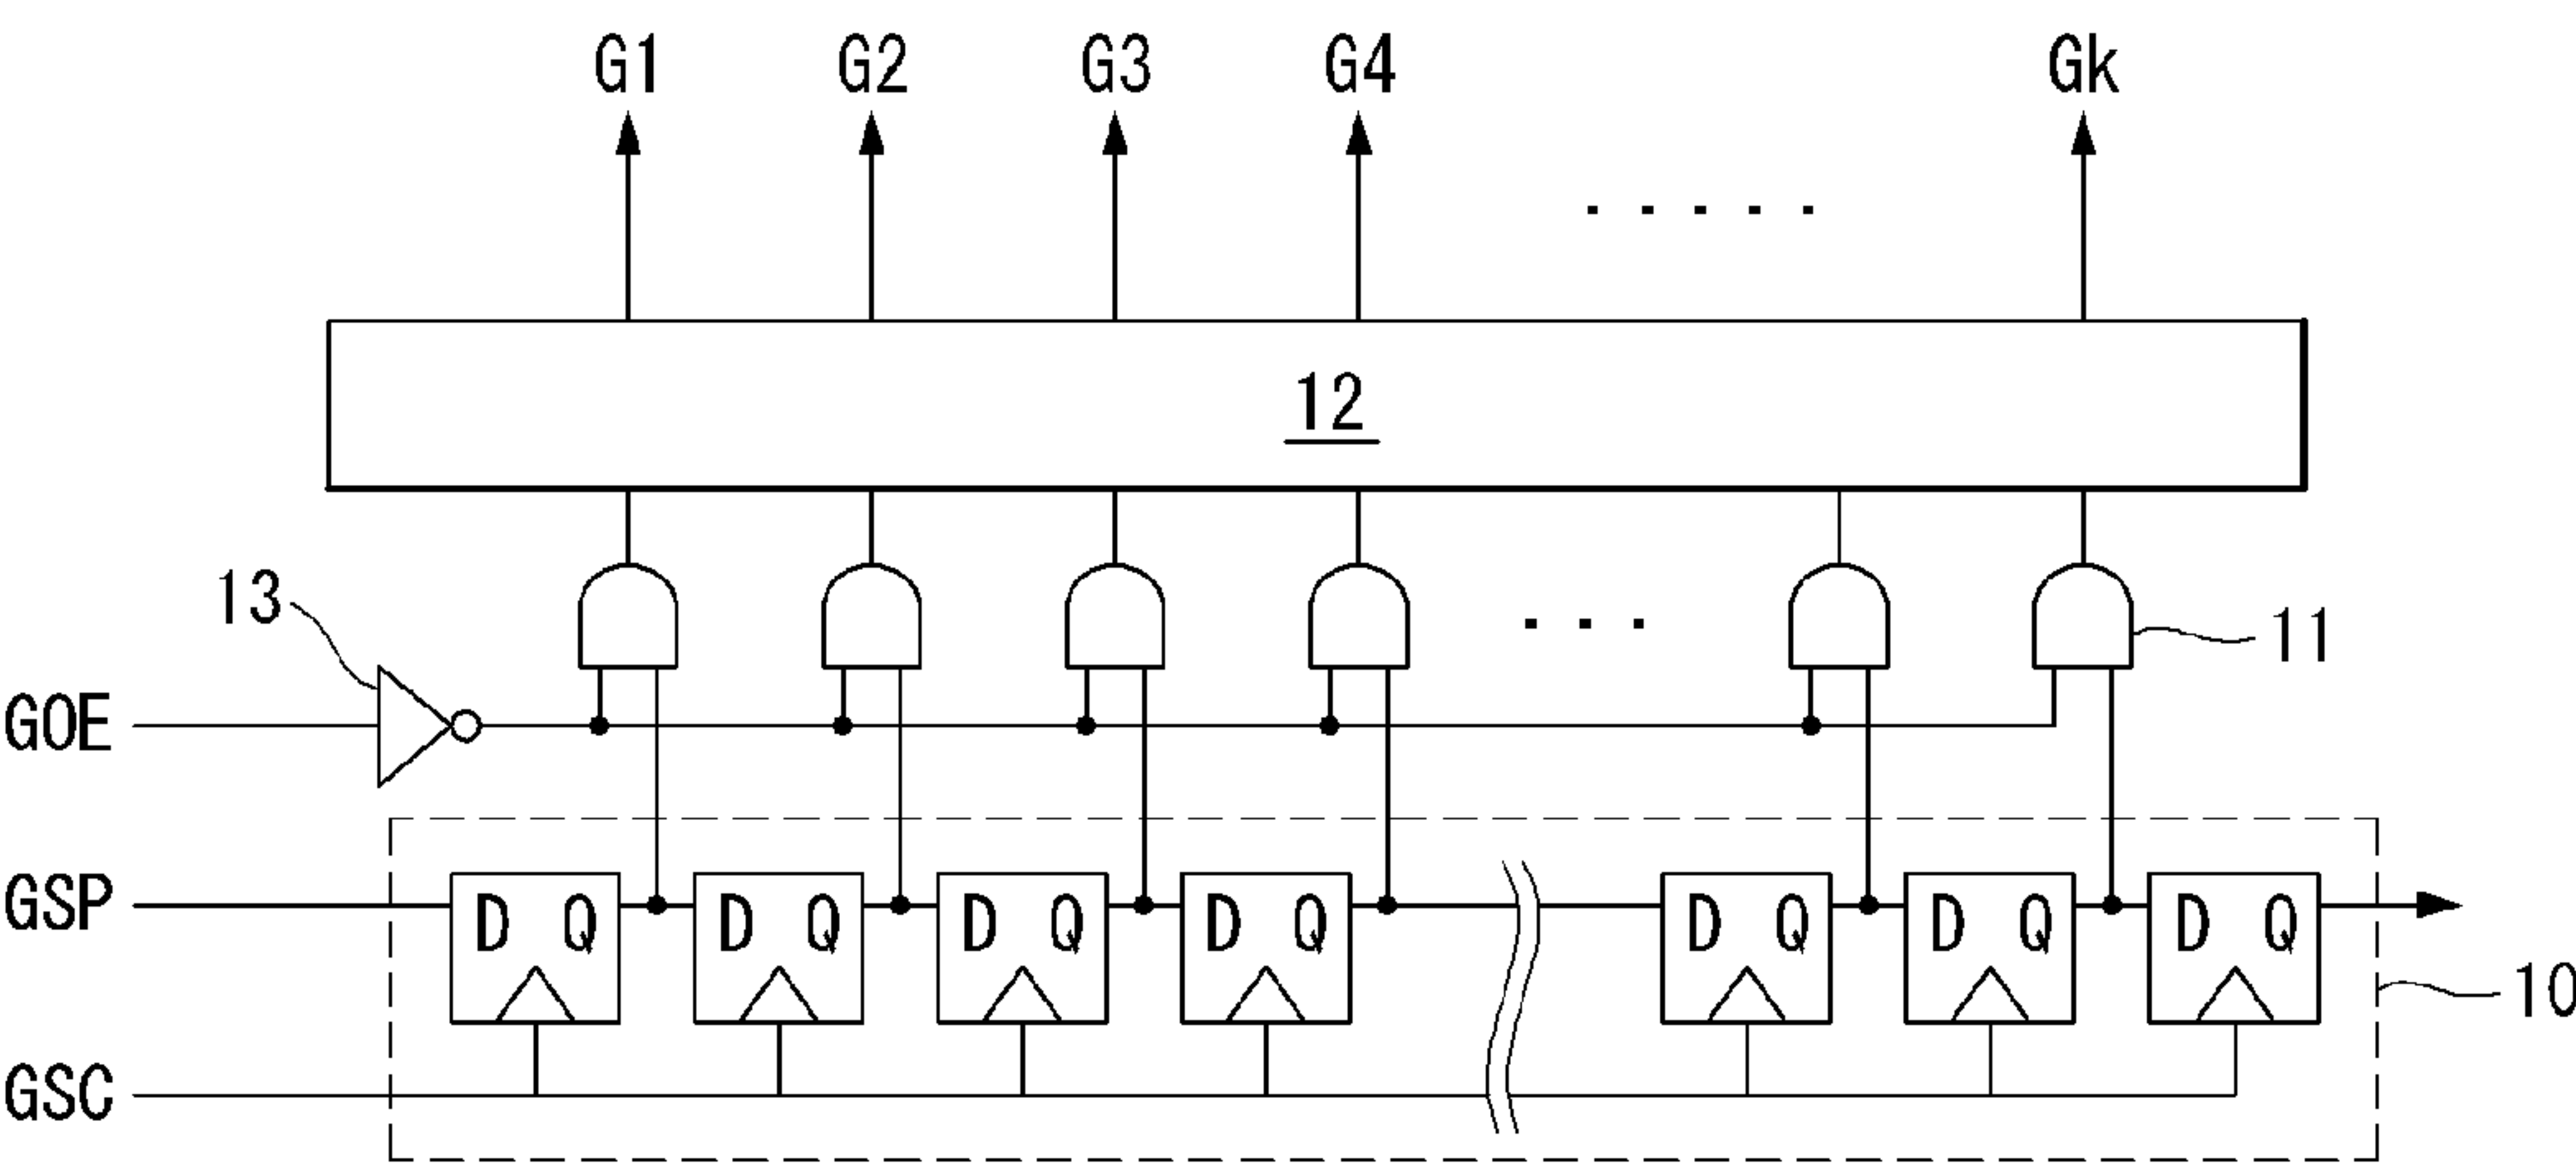 G1 G2 G3 G4 ..... Gk
12
13 ... 11
GOE
GSP D Q D Q D Q D Q D Q D Q D Q
10
GSC